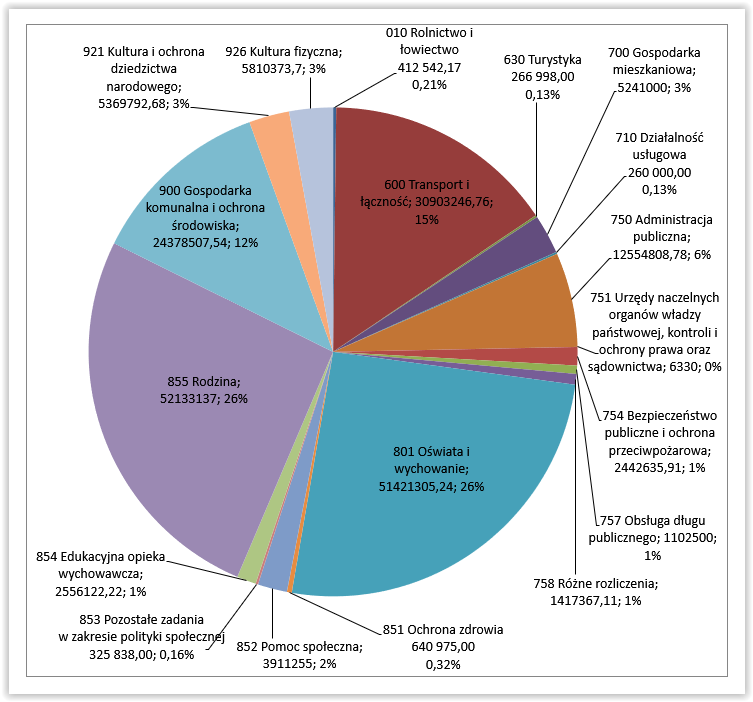 010 Rolnictwo i
łowiectwo
412 542,17
0,21%
600 Transport i
łączność; 30903246,76;
15%
630 Turystyka
266 998,00
0,13%
700 Gospodarka
mieszkaniowa;
5241000; 3%
710 Działalność
usługowa
260 000,00
0,13%
750 Administracja
publiczna;
12554808,78; 6%
751 Urzędy naczelnych
organów władzy
państwowej, kontroli i
ochrony prawa oraz
sądownictwa; 6330; 0%
754 Bezpieczeństwo
publiczne i ochrona
przeciwpożarowa;
2442635,91; 1%
757 Obsługa długu
publicznego; 1102500;
1%
758 Różne rozliczenia;
1417367,11; 1%
801 Oświata i
wychowanie;
51421305,24; 26%
851 Ochrona zdrowia
640 975,00
0,32%
852 Pomoc społeczna;
3911255; 2%
853 Pozostałe zadania
w zakresie polityki społecznej
325 838,00; 0,16%
854 Edukacyjna opieka
wychowawcza;
2556122,22; 1%
855 Rodzina;
52133137; 26%
900 Gospodarka
komunalna i ochrona
środowiska;
24378507,54; 12%
921 Kultura i ochrona
dziedzictwa
narodowego;
5369792,68; 3%
926 Kultura fizyczna;
5810373,7; 3%